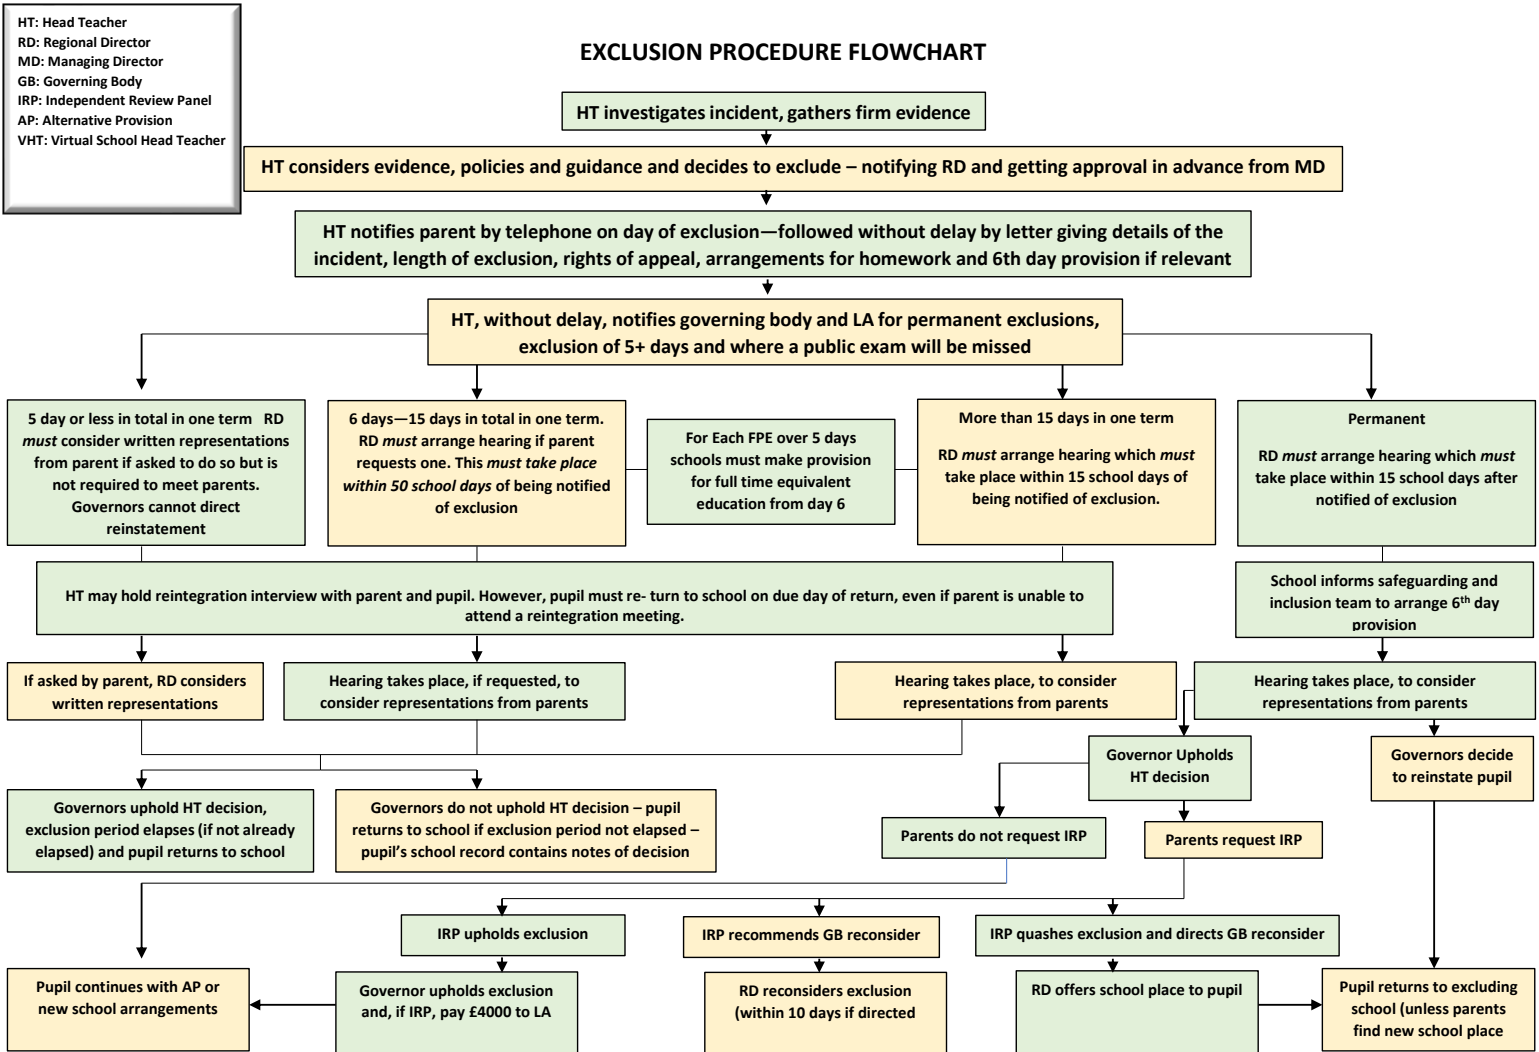 HT: Head Teacher
RD: Regional Director
MD: Managing Director
GB: Governing Body
IRP: Independent Review Panel
AP: Alternative Provision
VHT: Virtual School Head Teacher
EXCLUSION PROCEDURE FLOWCHART
HT investigates incident, gathers firm evidence
HT considers evidence, policies and guidance and decides to exclude – notifying RD and getting approval in advance from MD
HT notifies parent by telephone on day of exclusion—followed without delay by letter giving details of the
incident, length of exclusion, rights of appeal, arrangements for homework and 6th day provision if relevant
HT, without delay, notifies governing body and LA for permanent exclusions,
exclusion of 5+ days and where a public exam will be missed
5 day or less in total in one term RD
must consider written representations
from parent if asked to do so but is
not required to meet parents.
Governors cannot direct
reinstatement
6 days—15 days in total in one term.
RD must arrange hearing if parent
requests one. This must take place
within 50 school days of being notified
of exclusion
For Each FPE over 5 days
schools must make provision
for full time equivalent
education from day 6
More than 15 days in one term
RD must arrange hearing which must
take place within 15 school days of
being notified of exclusion.
Permanent
RD must arrange hearing which must
take place within 15 school days after
notified of exclusion
HT may hold reintegration interview with parent and pupil. However, pupil must re- turn to school on due day of return, even if parent is unable to
attend a reintegration meeting.
School informs safeguarding and
inclusion team to arrange 6th day
provision
If asked by parent, RD considers
written representations
Hearing takes place, if requested, to
consider representations from parents
Hearing takes place, to consider
representations from parents
Hearing takes place, to consider
representations from parents
Governor Upholds
HT decision
Governors decide
to reinstate pupil
Governors uphold HT decision,
exclusion period elapses (if not already
elapsed) and pupil returns to school
Governors do not uphold HT decision – pupil
returns to school if exclusion period not elapsed –
pupil's school record contains notes of decision
Parents do not request IRP
Parents request IRP
IRP upholds exclusion
IRP recommends GB reconsider
IRP quashes exclusion and directs GB reconsider
Pupil continues with AP or
new school arrangements
Governor upholds exclusion
and, if IRP, pay £4000 to LA
RD reconsiders exclusion
(within 10 days if directed
RD offers school place to pupil
Pupil returns to excluding
school (unless parents
find new school place